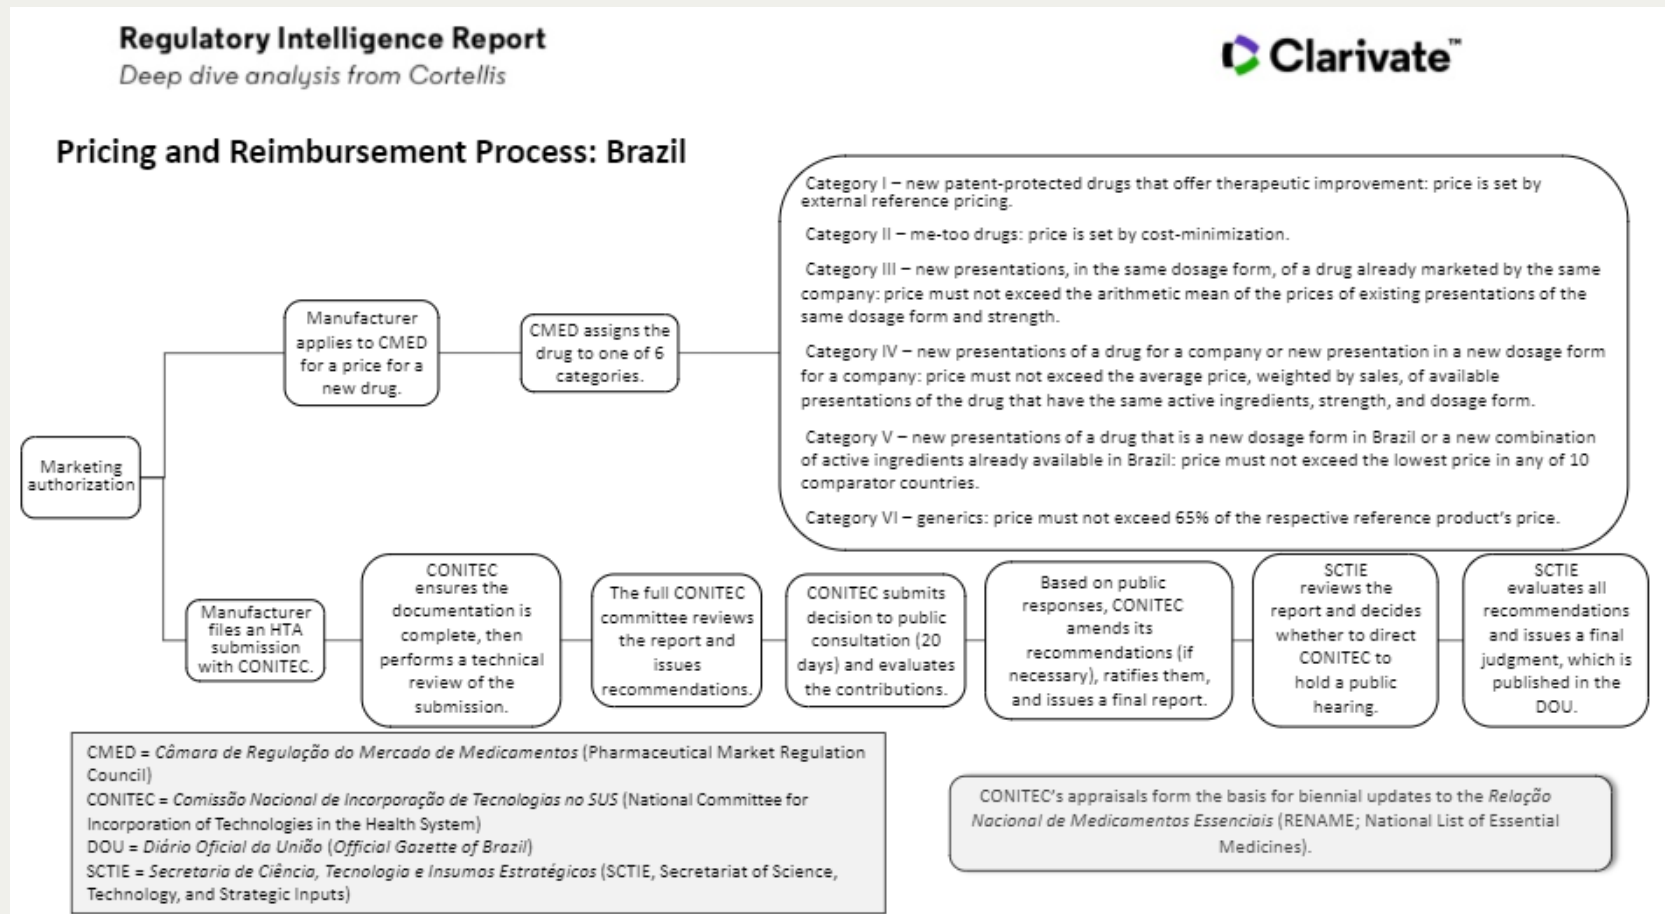 Regulatory Intelligence Report
Deep dive analysis from Cortellis
Clarivate™
Pricing and Reimbursement Process: Brazil
Category I – new patent-protected drugs that offer therapeutic improvement: price is set by
external reference pricing.
Category II – me-too drugs: price is set by cost-minimization.
Category III – new presentations, in the same dosage form, of a drug already marketed by the same
company: price must not exceed the arithmetic mean of the prices of existing presentations of the
same dosage form and strength.
Category IV – new presentations of a drug for a company or new presentation in a new dosage form
for a company: price must not exceed the average price, weighted by sales, of available
presentations of the drug that have the same active ingredients, strength, and dosage form.
Category V – new presentations of a drug that is a new dosage form in Brazil or a new combination
of active ingredients already available in Brazil: price must not exceed the lowest price in any of 10
comparator countries.
Category VI – generics: price must not exceed 65% of the respective reference product's price.
Manufacturer
applies to CMED
for a price for a
new drug.
CMED assigns the
drug to one of 6
categories.
Marketing
authorization
Manufacturer
files an HTA
submission
with CONITEC.
CONITEC
ensures the
documentation is
complete, then
performs a technical
review of the
submission.
The full CONITEC
committee reviews
the report and
issues
recommendations.
CONITEC submits
decision to public
consultation (20
days) and evaluates
the contributions.
Based on public
responses, CONITEC
amends its
recommendations (if
necessary), ratifies them,
and issues a final report.
SCTIE
reviews the
report and decides
whether to direct
CONITEC to
hold a public
hearing.
SCTIE
evaluates all
recommendations
and issues a final
judgment, which is
published in the
DOU.
CMED = Câmara de Regulação do Mercado de Medicamentos (Pharmaceutical Market Regulation
Council)
CONITEC = Comissão Nacional de Incorporação de Tecnologias no SUS (National Committee for
Incorporation of Technologies in the Health System)
DOU = Diário Oficial da União (Official Gazette of Brazil)
SCTIE = Secretaria de Ciência, Tecnologia e Insumos Estratégicos (SCTIE, Secretariat of Science,
Technology, and Strategic Inputs)
CONITEC's appraisals form the basis for biennial updates to the Relação
Nacional de Medicamentos Essenciais (RENAME; National List of Essential
Medicines).